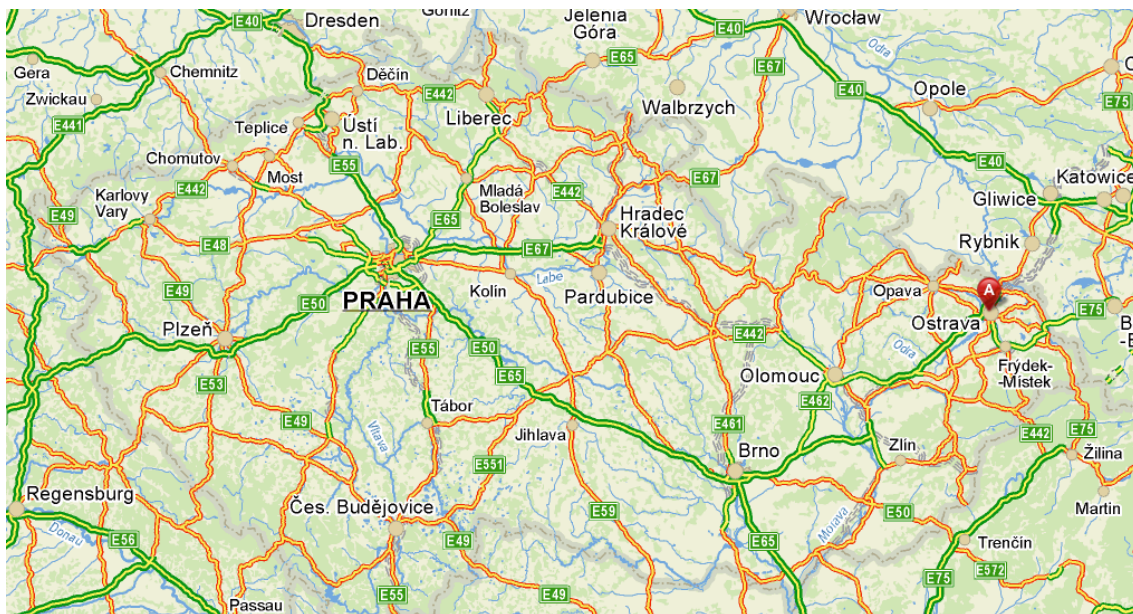 Görlitz
Jelenia
Góra
Wrocław
E40
Dresden
E40
E65
E67
Odra
Gera
Chemnitz
Děčín
E442
Liberec
Walbrzych
E40
Opole
E75
Zwickau
E441
Teplice
Ústí
n. Lab.
E55
Chomutov
Most
E442
Karlovy
Vary
E49
Mladá
Boleslav
E442
E67
E40
Katowice
Gliwice
E65
Hradec
Králové
Rybnik
E48
E67
E49
E50
PRAHA
Kolín
Labe
Pardubice
Opava
A
Ostrava
E75
Plzeň
E55
E50
E442
Odra
Frýdek-
-Místek
E65
Olomouc
E53
E49
Tábor
Vltava
Jihlava
E462
E461
E442
E75
Žilina
Brno
Zlín
E551
Regensburg
Čes. Budějovice
Martin
Donau
E56
E49
E59
E65
Morava
E50
Trenčín
E572
E75
Passau
E55
E49